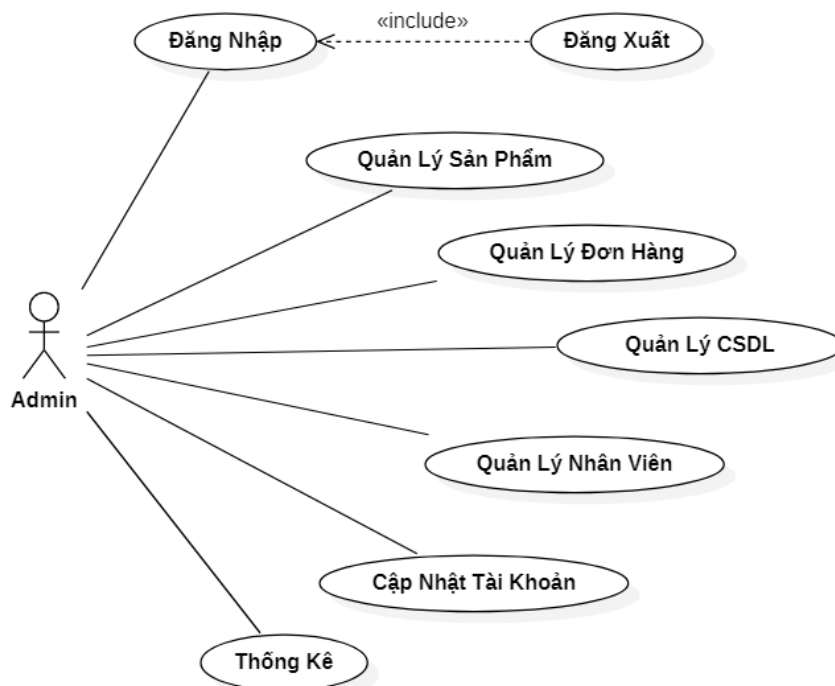 «include»
Đăng Nhập
Đăng Xuất
Quản Lý Sản Phẩm
Quản Lý Đơn Hàng
Quản Lý CSDL
Admin
Quản Lý Nhân Viên
Cập Nhật Tài Khoản
Thống Kê